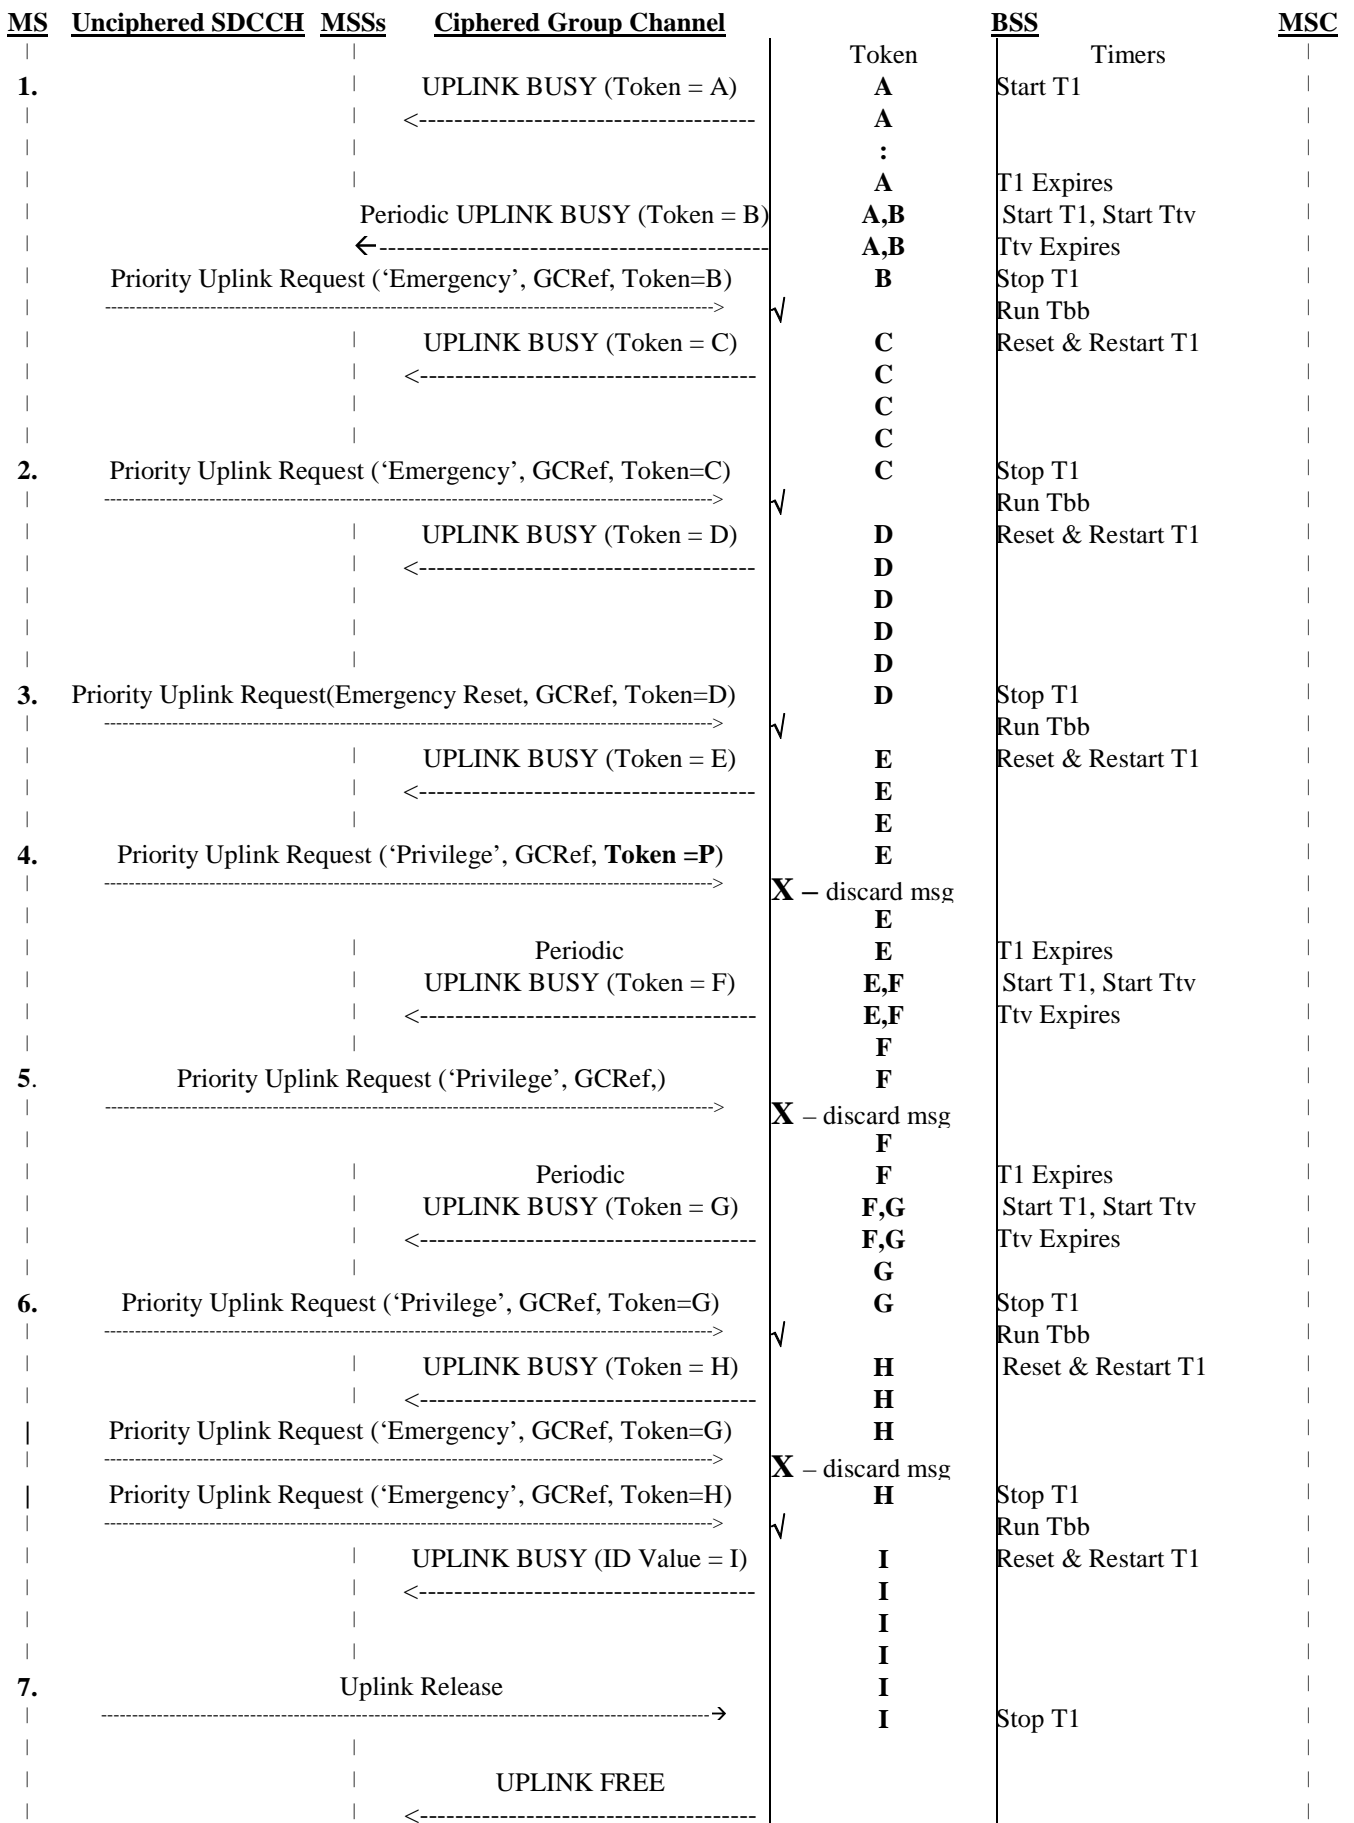 MS Unciphered SDCCH MSSs Ciphered Group Channel BSS MSC
Token Timers
1. UPLINK BUSY (Token = A) A Start T1
A
:
A T1 Expires
Periodic UPLINK BUSY (Token = B) A,B Start T1, Start Ttv
A,B Ttv Expires
Priority Uplink Request (‘Emergency’, GCRef, Token=B) B Stop T1
√ Run Tbb
UPLINK BUSY (Token = C) C Reset & Restart T1
C
C
C
2. Priority Uplink Request (‘Emergency’, GCRef, Token=C) C Stop T1
√ Run Tbb
UPLINK BUSY (Token = D) D Reset & Restart T1
D
D
D
D
3. Priority Uplink Request(Emergency Reset, GCRef, Token=D) D Stop T1
√ Run Tbb
UPLINK BUSY (Token = E) E Reset & Restart T1
E
E
4. Priority Uplink Request (‘Privilege’, GCRef, Token =P) E
X – discard msg
E
Periodic E T1 Expires
UPLINK BUSY (Token = F) E,F Start T1, Start Ttv
E,F Ttv Expires
F
5. Priority Uplink Request (‘Privilege’, GCRef,) F
X – discard msg
F
Periodic F T1 Expires
UPLINK BUSY (Token = G) F,G Start T1, Start Ttv
F,G Ttv Expires
G
6. Priority Uplink Request (‘Privilege’, GCRef, Token=G) G Stop T1
√ Run Tbb
UPLINK BUSY (Token = H) H Reset & Restart T1
H
Priority Uplink Request (‘Emergency’, GCRef, Token=G) H
X – discard msg
Priority Uplink Request (‘Emergency’, GCRef, Token=H) H Stop T1
√ Run Tbb
UPLINK BUSY (ID Value = I) I Reset & Restart T1
I
I
I
7. Uplink Release I
I Stop T1
UPLINK FREE